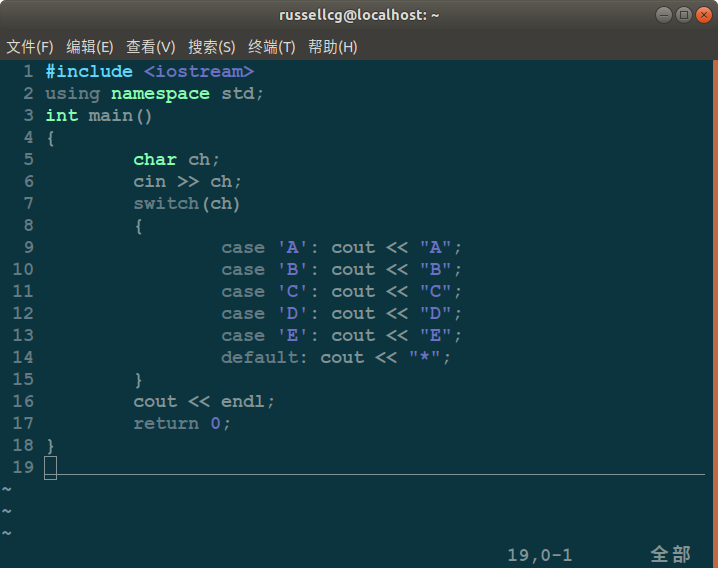 russellcg@localhost: ~
文件(F) 编辑(E) 查看(V) 搜索(S) 终端(T) 帮助(H)
1 #include <iostream>
2 using namespace std;
3 int main()
4 {
5         char ch;
6         cin >> ch;
7         switch(ch)
8         {
9                 case 'A': cout << "A";
10                 case 'B': cout << "B";
11                 case 'C': cout << "C";
12                 case 'D': cout << "D";
13                 case 'E': cout << "E";
14                 default: cout << "*";
15         }
16         cout << endl;
17         return 0;
18 }
19
~
~
~
19,0-1 全部